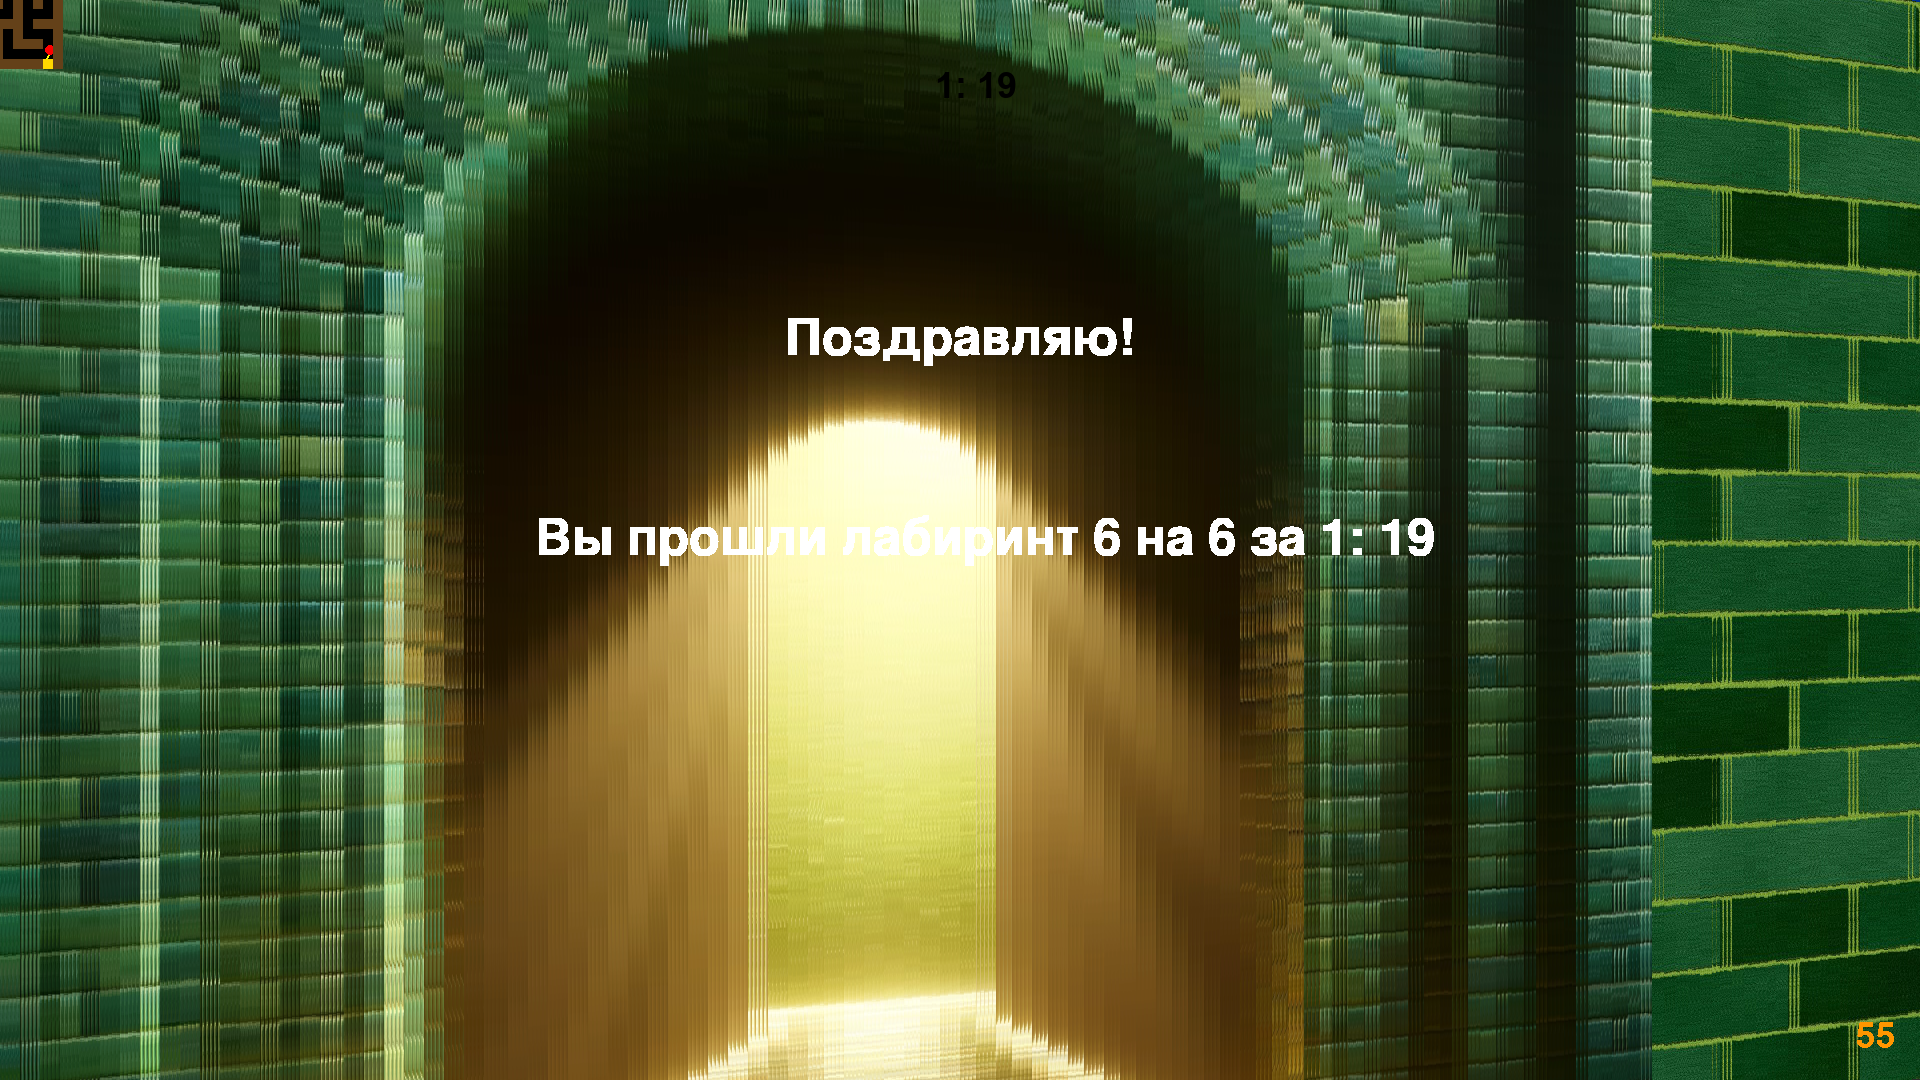 1: 19
Поздравляю!
Вы прошли лабиринт 6 на 6 за 1: 19
55